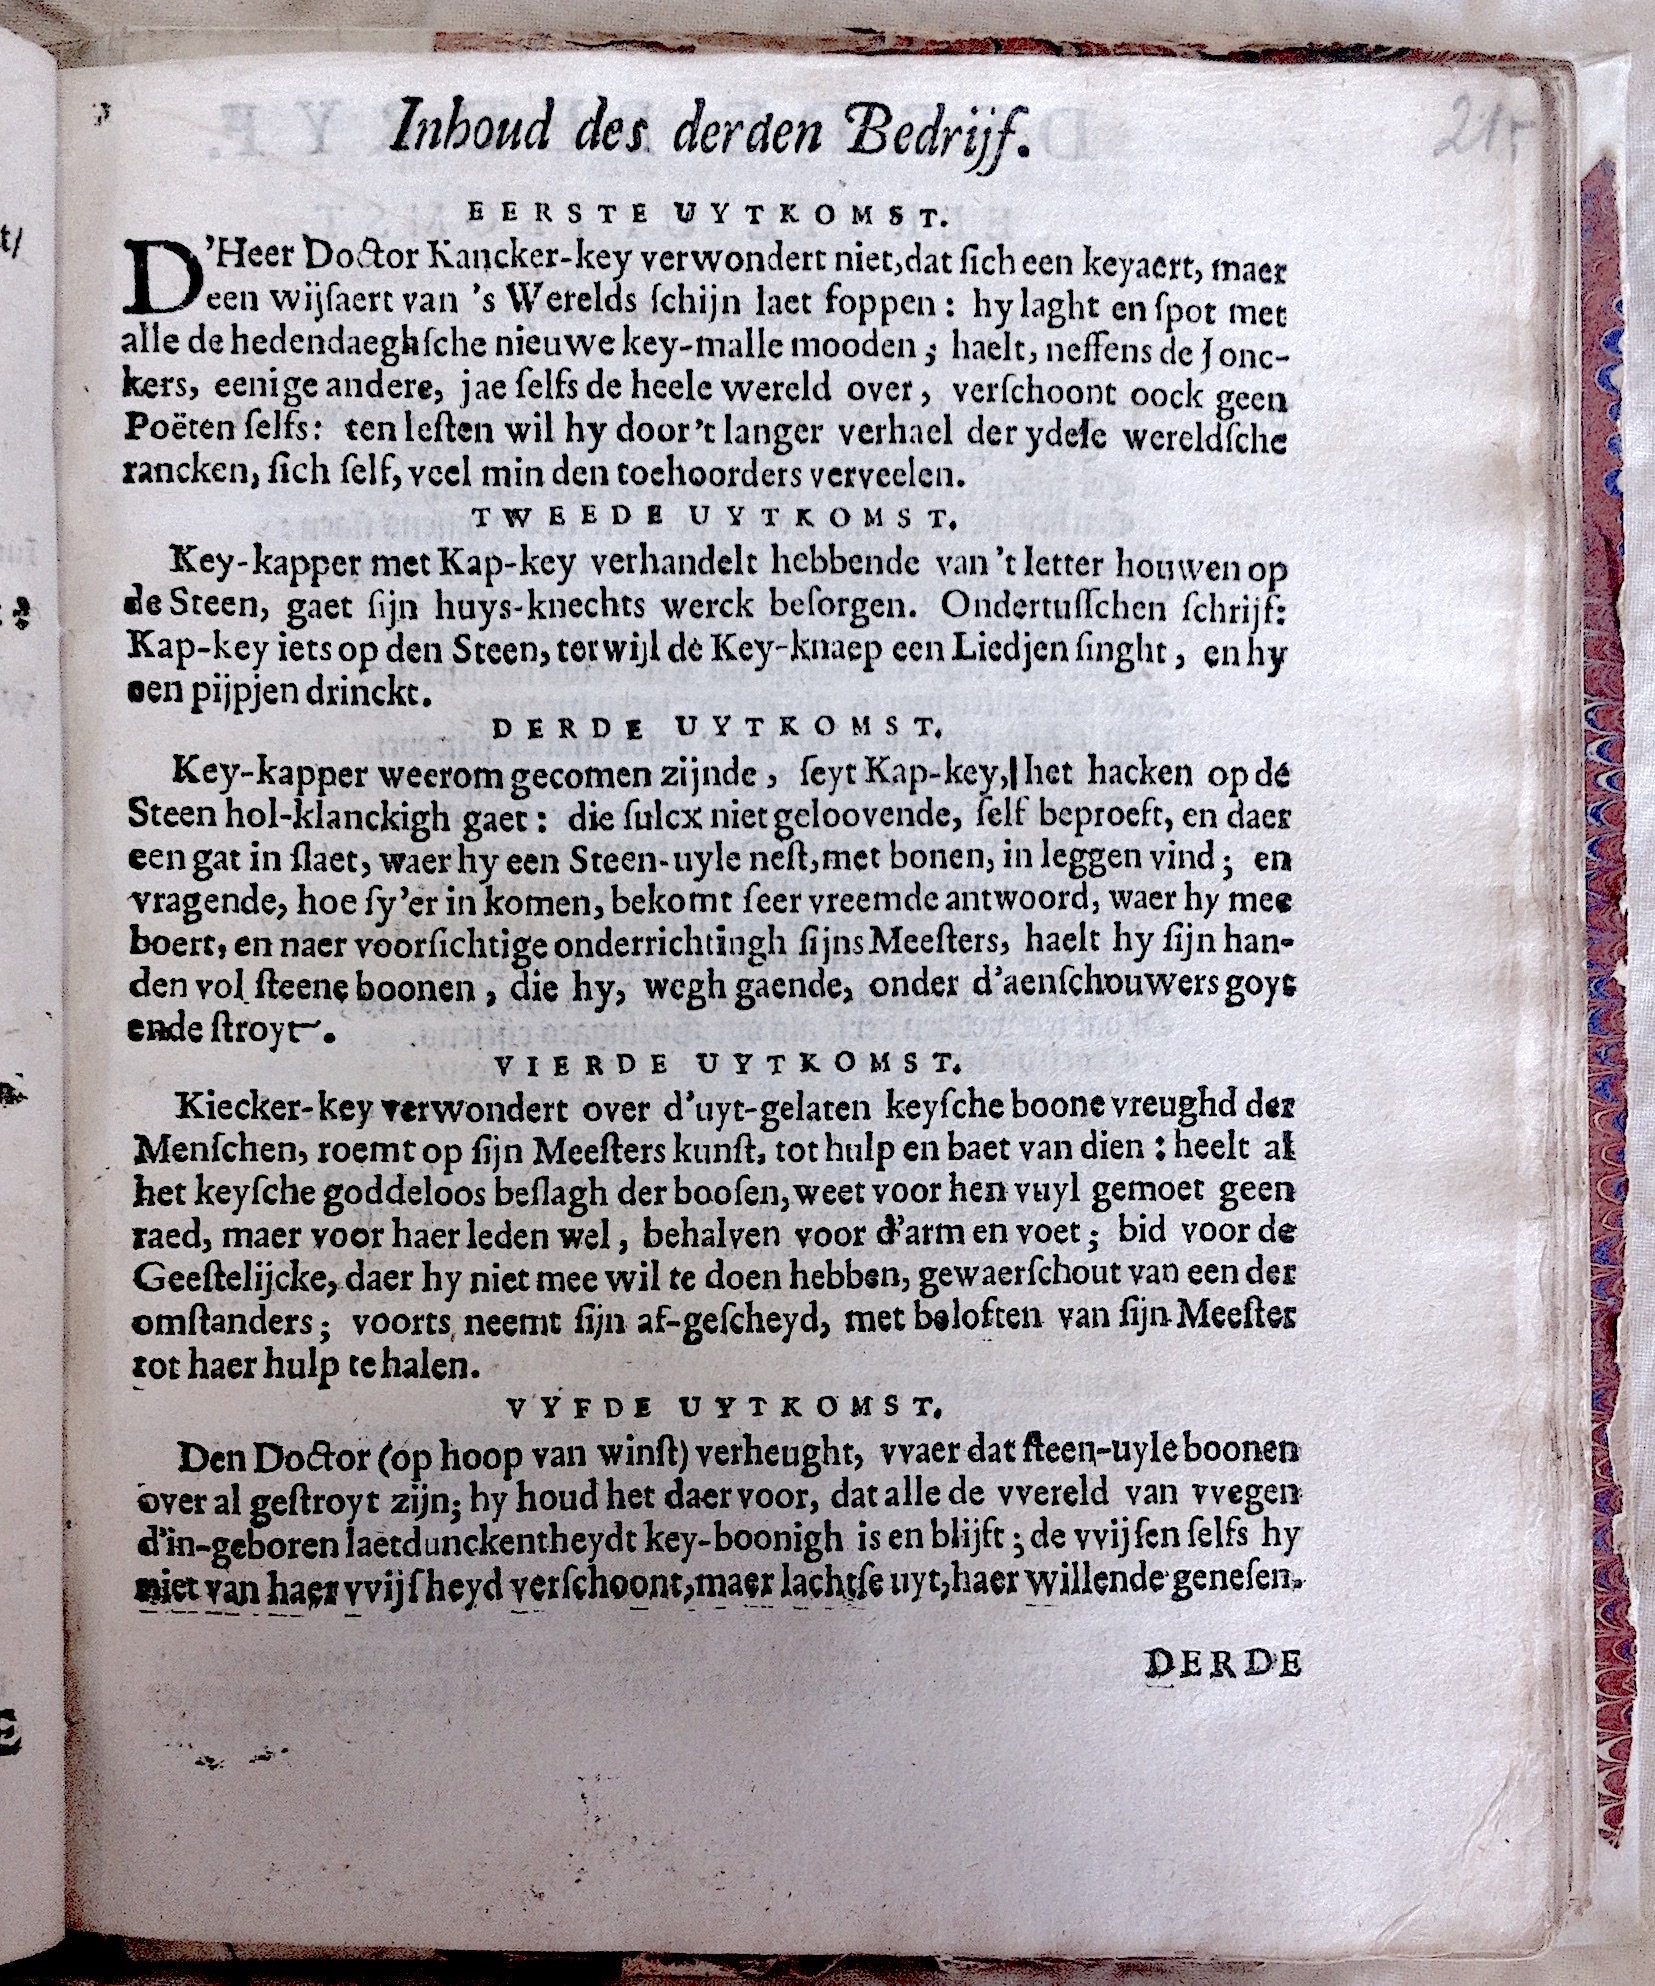 Inhoud des derden Bedrijf.
21r
EERSTE UYTKOMST.
D'Heer Doctor Kancker-key verwondert niet, dat ſich een keyaert, maer
een wijſaert van 's Werelds ſchijn laet foppen: hy laght en ſpot met
alle de hedendaeghſche nieuwe key-malle mooden; haelt, neffens de Jonc-
kers, eenige andere, jae ſelfs de heele wereld over, verſchoont oock geen
Poëten ſelfs: ten leſten wil hy door't langer verhael der ydele wereldſche
rancken, ſich ſelf, veel min den toehoorders verveelen.
TWEEDE UYTKOMST.
Key-kapper met Kap-key verhandelt hebbende van 't letter houwen op
de Steen, gaet ſijn huys-knechts werck beſorgen. Ondertuſſchen ſchrijft
Kap-key iets op den Steen, terwijl de Key-knaep een Liedjen ſinght, en hy
een pijpjen drinckt.
DERDE UYTKOMST.
Key-kapper weerom gecomen zijnde, ſeyt Kap-key, het hacken op de
Steen hol-klanckigh gaet: die ſulcx niet geloovende, ſelf beproeft, en daer
een gat in ſlaet, waer hy een Steen-uyle neſt, met bonen, in leggen vind; en
vragende, hoe ſy'er in komen, bekomt ſeer vreemde antwoord, waer hy mee
boert, en naer voorſichtige onderrichtingh ſijns Meeſters, haelt hy ſijn han-
den vol ſteene boonen, die hy, wegh gaende, onder d'aenſchouwers goyt
ende ſtroyt.
VIERDE UYTKOMST.
Kiecker-key verwondert over d'uyt-gelaten keyſche boone vreughd der
Menſchen, roemt op ſijn Meeſters kunſt, tot hulp en baet van dien: heelt al
het keyſche goddeloos beſlagh der booſen, weet voor hen vuyl gemoet geen
raed, maer voor haer leden wel, behalven voor d'arm en voet; bid voor de
Geeſtelijcke, daer hy niet mee wil te doen hebben, gewaerſchout van een der
omſtanders; voorts neemt ſijn af-geſcheyd, met beloften van ſijn Meeſter
tot haer hulp te halen.
VYFDE UYTKOMST.
Den Doctor (op hoop van winſt) verheught, vvaer dat ſteen-uyle boonen
over al geſtroyt zijn; hy houd het daer voor, dat alle de vvereld van vvegen
d'in-geboren laetdunckentheydt key-boonigh is en blijft; de vvijſen ſelfs hy
niet van haer vvijſheyd verſchoont, maer lachtſe uyt, haer willende geneſen.
DERDE